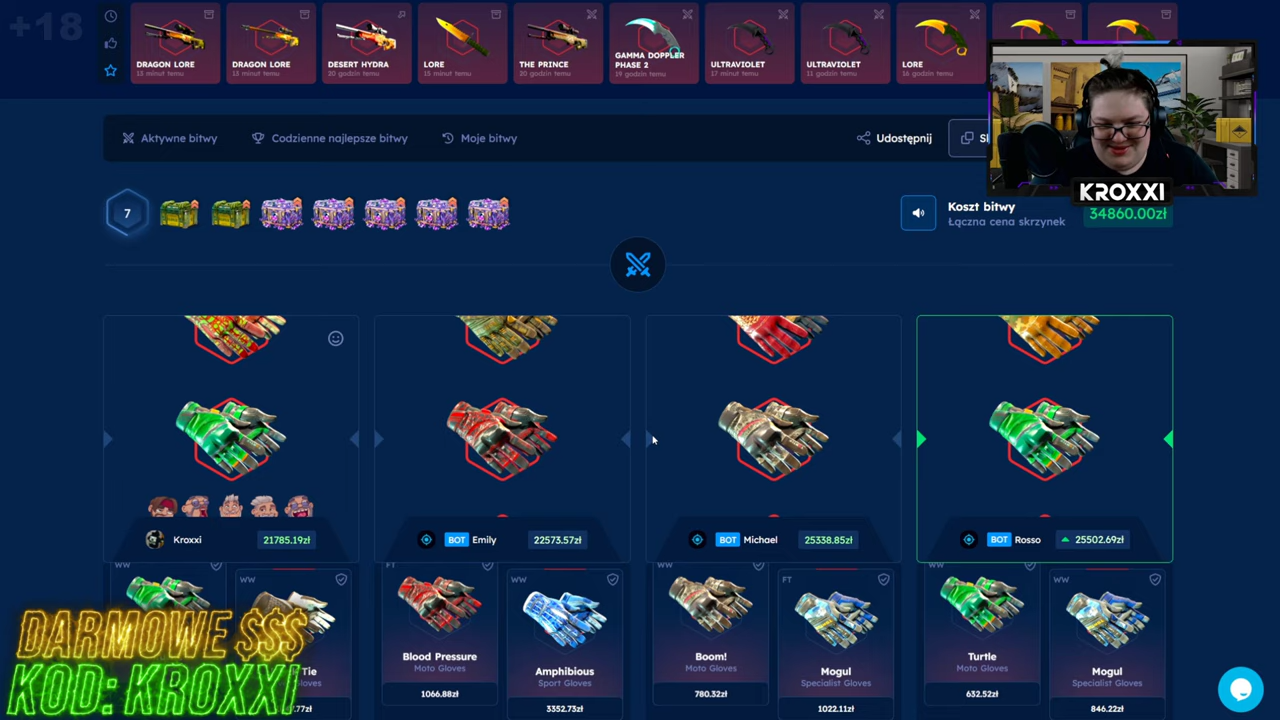 +18
DRAGON LORE
13 minut temu
DRAGON LORE
13 minut temu
DESERT HYDRA
20 godzin temu
LORE
15 minut temu
THE PRINCE
20 godzin temu
GAMMA DOPPLER
PHASE 2
19 godzin temu
ULTRAVIOLET
17 minut temu
ULTRAVIOLET
11 godzin temu
LORE
16 godzin temu
Aktywne bitwy
Codzienne najlepsze bitwy
Moje bitwy
Udostępnij
KROXXI
7
Koszt bitwy
Łączna cena skrzynek
34860.00zł
Kroxxi
21785.19zł
BOT Emily
22573.57zł
BOT Michael
25338.85zł
BOT Rosso
25502.69zł
WW
WW
FT
WW
WW
FT
WW
WW
Blood Pressure
Moto Gloves
1066.88zł
Amphibious
Sport Gloves
3352.73zł
Boom!
Moto Gloves
780.32zł
Mogul
Specialist Gloves
1022.11zł
Turtle
Moto Gloves
632.52zł
Mogul
Specialist Gloves
846.22zł
Tie
Gloves
.77zł
DARMOWE $$$
KOD: KROXXI